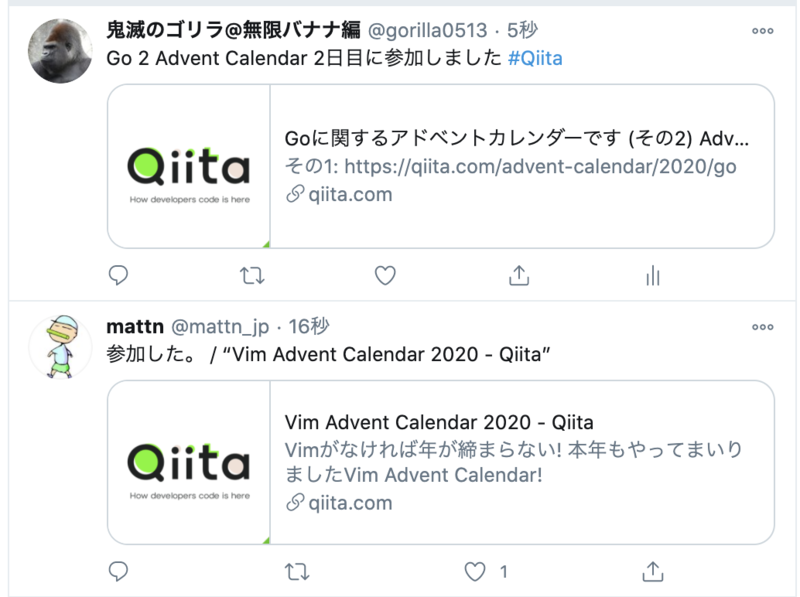 鬼滅のゴリラ@無限バナナ編 @gorilla0513 · 5秒
Go 2 Advent Calendar 2日目に参加しました #Qiita
Qiita
How developers code is here
Goに関するアドベントカレンダーです (その2) Adv...
その1: https://qiita.com/advent-calendar/2020/go
qiita.com
mattn @mattn_jp · 16秒
参加した。 / “Vim Advent Calendar 2020 - Qiita”
Qiita
How developers code is here
Vim Advent Calendar 2020 - Qiita
Vimがなければ年が締まらない! 本年もやってまいり
ましたVim Advent Calendar!
qiita.com
1